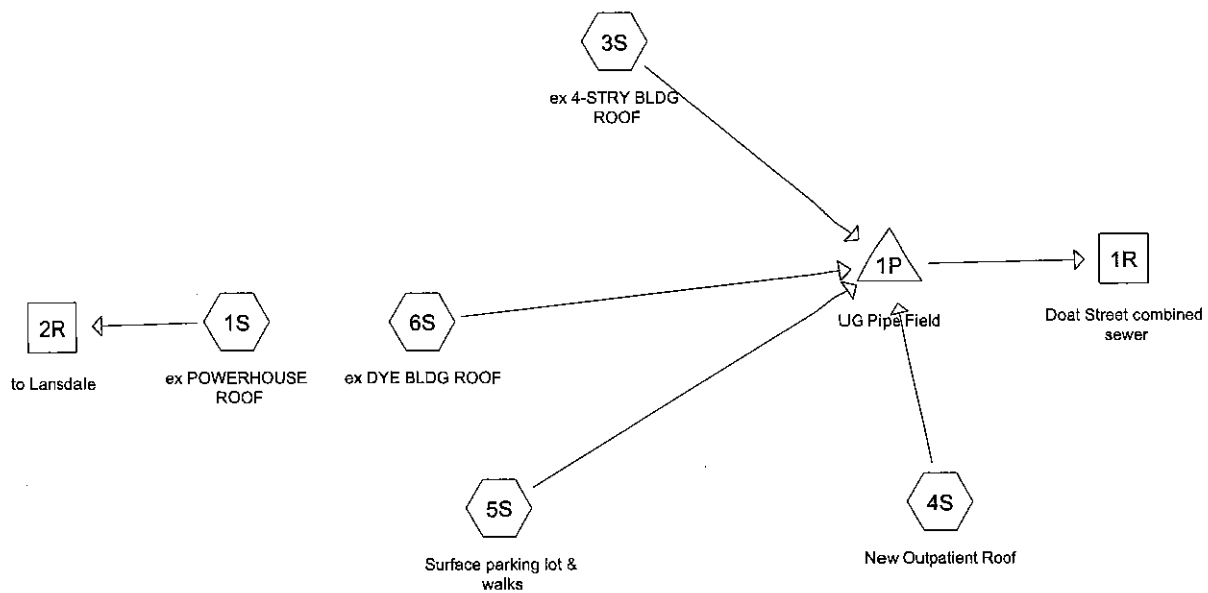 3S
ex 4-STRY BLDG
ROOF
1P
UG Pipe Field
1R
Doat Street combined
sewer
2R
to Lansdale
1S
ex POWERHOUSE
ROOF
6S
ex DYE BLDG ROOF
5S
Surface parking lot &
walks
4S
New Outpatient Roof